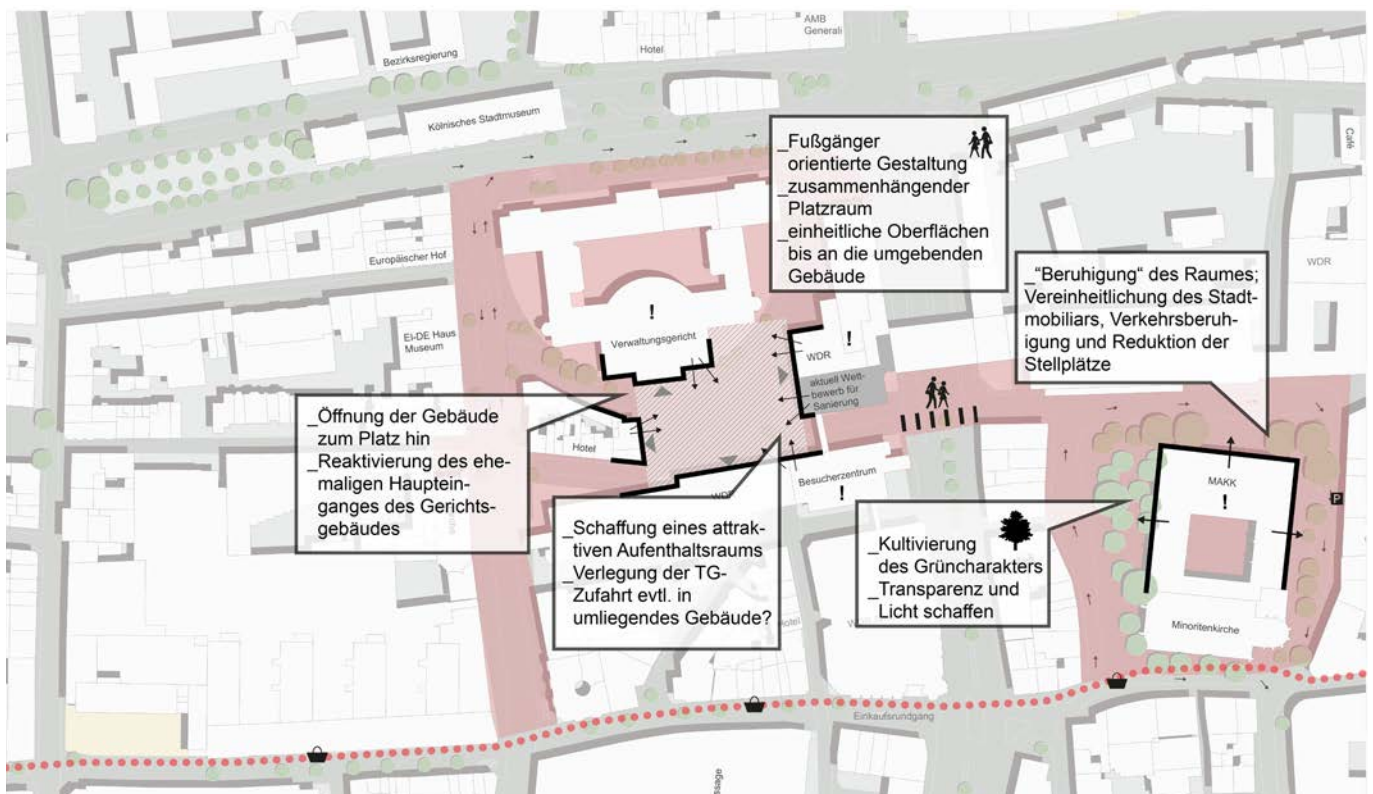 AMB
Generali
Hotel
Bezirksregierung
Kölnisches Stadtmuseum
Café
_Fußgänger
orientierte Gestaltung
_zusammenhängender
Platzraum
_einheitliche Oberflächen
bis an die umgebenden
Gebäude
Europäischer Hof
WDR
_"Beruhigung“ des Raumes;
Vereinheitlichung des Stadt-
mobiliars, Verkehrsberuh-
igung und Reduktion der
Stellplätze
EI-DE Haus
Museum
!
Verwaltungsgericht
!
WDR
aktuell Wett-
bewerb für
Sanierung
_Öffnung der Gebäude
zum Platz hin
_Reaktivierung des ehe-
maligen Hauptein-
ganges des Gerichts-
gebäudes
Hotel
WDR
Besucherzentrum
!
MAKK
!
P
_Schaffung eines attrak-
tiven Aufenthaltsraums
_Verlegung der TG-
Zufahrt evtl. in
umliegendes Gebäude?
_Kultivierung
des Grüncharakters
_Transparenz und
Licht schaffen
Hotel
Minoritenkirche
Einkaufsrundgang